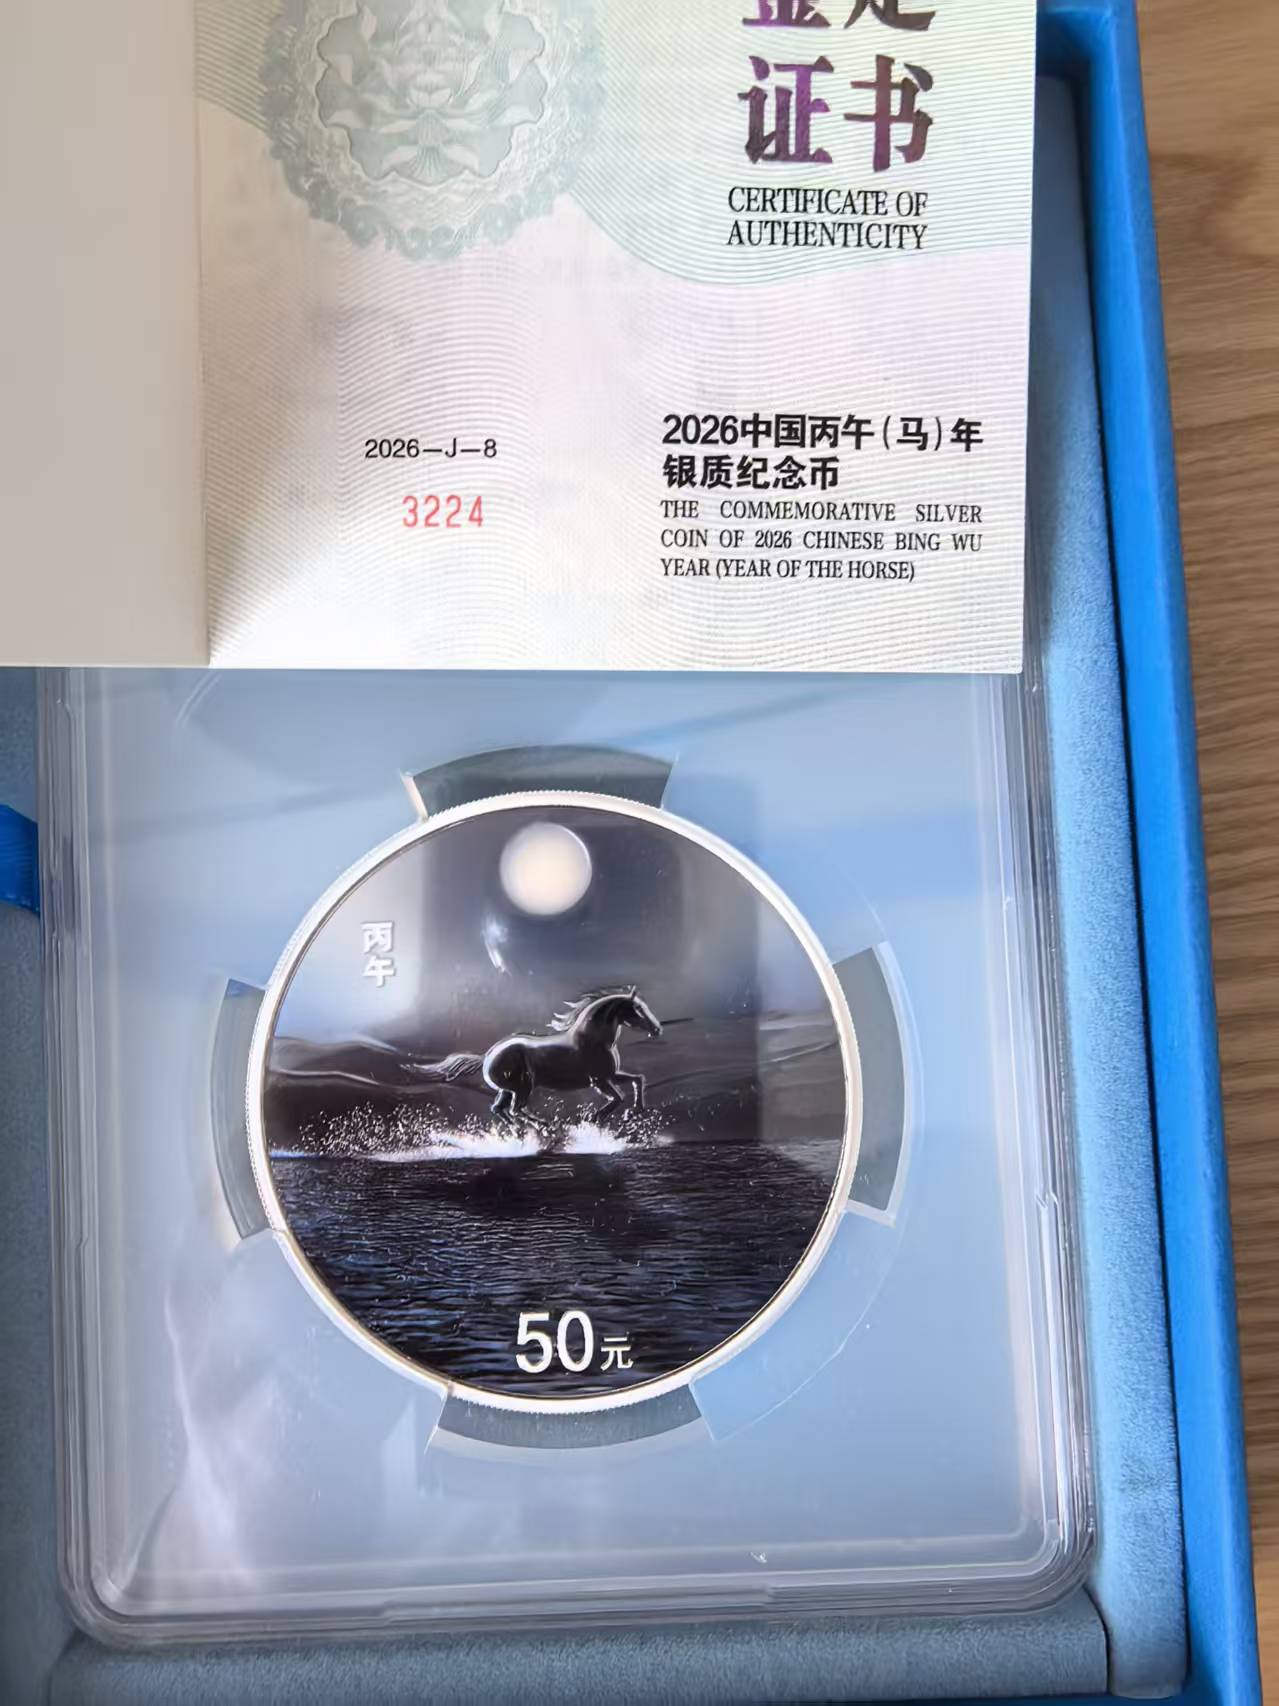 鉴定
证书
CERTIFICATE OF
AUTHENTICITY
2026中国丙午(马)年
银质纪念币
THE COMMEMORATIVE SILVER
COIN OF 2026 CHINESE BING WU
YEAR (YEAR OF THE HORSE)
2026—J—8
3224
丙
午
50元